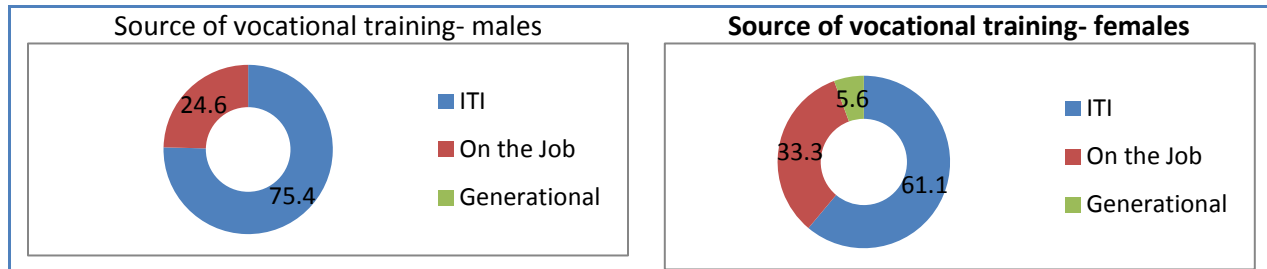 Source of vocational training- males
24.6
75.4
ITI
On the Job
Generational
Source of vocational training- females
5.6
33.3
61.1
ITI
On the Job
Generational